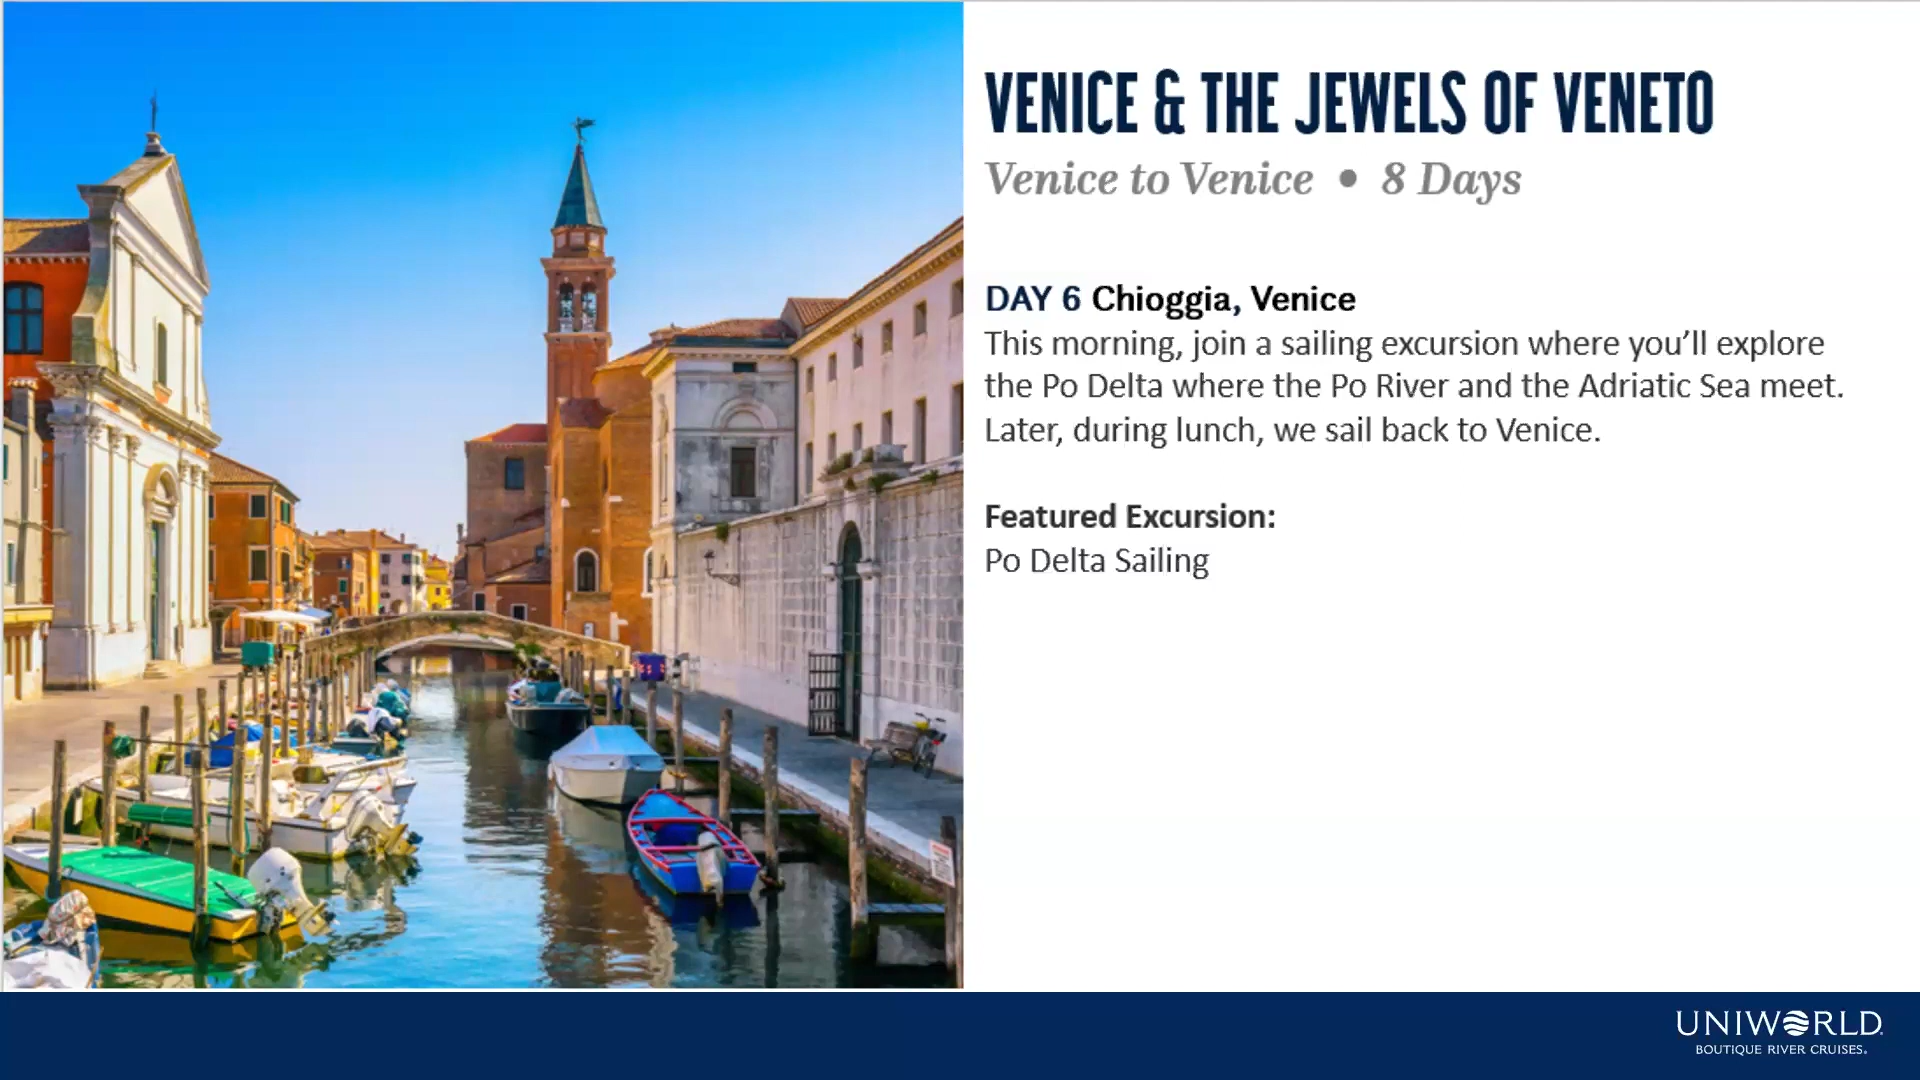 VENICE & THE JEWELS OF VENETO
Venice to Venice • 8 Days
DAY 6 Chioggia, Venice
This morning, join a sailing excursion where you’ll explore
the Po Delta where the Po River and the Adriatic Sea meet.
Later, during lunch, we sail back to Venice.
Featured Excursion:
Po Delta Sailing
UNIWORLD
BOUTIQUE RIVER CRUISES